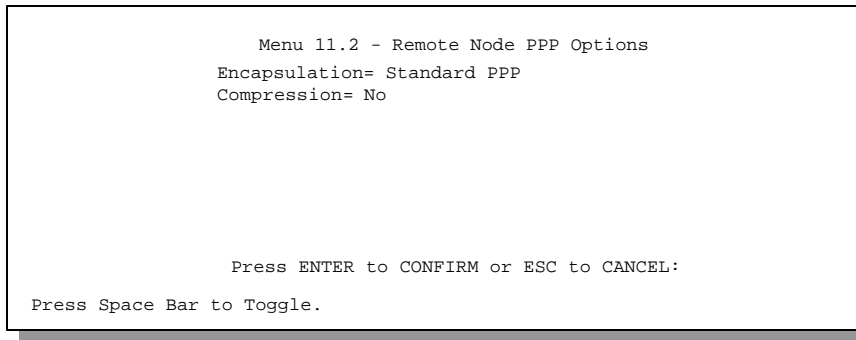 Menu 11.2 - Remote Node PPP Options
Encapsulation= Standard PPP
Compression= No
Press ENTER to CONFIRM or ESC to CANCEL:
Press Space Bar to Toggle.